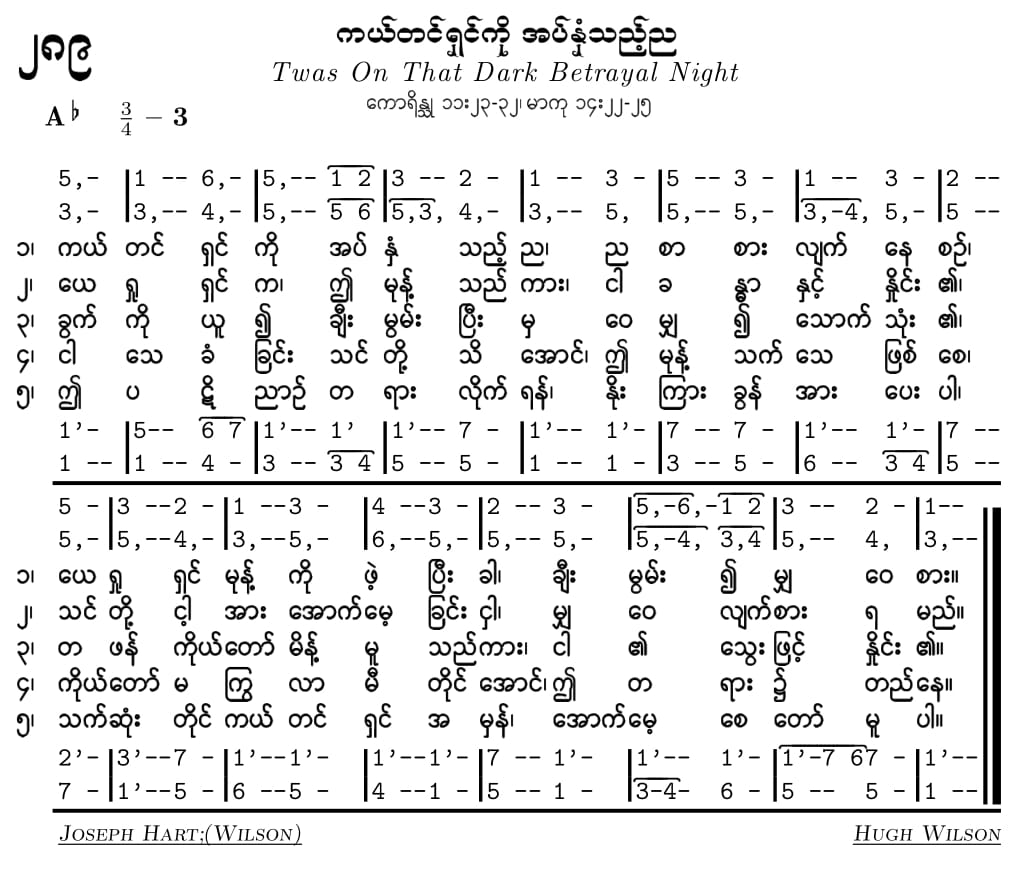 ၂၈၉
ကယ်တင်ရှင်ကို အပ်နှံသည့်ည
Twas On That Dark Betrayal Night
ကောရိန္သု ၁၁း၂၃-၃၂၊ မာကု ၁၄း၂၂-၂၅
A♭ 3/4 – 3
5,- |1 -- 6,- |5,-- 1 2 |3 -- 2 - |1 -- 3 - |5 -- 3 - |1 -- 3 - |2 --
3,- |3,-- 4,- |5,-- 5 6 |5,3, 4,- |3,-- 5, |5,-- 5,- |3,-4, 5,- |5 --
၁၊ ကယ် တင် ရှင် ကို အပ် နှံ သည့် ည၊ ည စာ စား လျက် နေ စဉ်၊
၂၊ ယေ ရှု ရှင် က၊ ဤ မုန့် သည် ကား၊ ငါ ခ န္ဓာ နှင့် နှိုင်း ၏၊
၃၊ ခွက် ကို ယူ ၍ ချီး မွမ်း ပြီး မှ ဝေ မျှ ၍ သောက် သုံး ၏၊
၄၊ ငါ သေ ခံ ခြင်း သင် တို့ သိ အောင်၊ ဤ မုန့် သက် သေ ဖြစ် စေ၊
၅၊ ဤ ပ ဋိ ညာဉ် တ ရား လိုက် ရန်၊ နိုး ကြား ခွန် အား ပေး ပါ၊
1’- |5-- 6 7 |1’-- 1’ |1’-- 7 - |1’-- 1’- |7 -- 7 - |1’-- 1’- |7 --
1 -- |1 -- 4 - |3 -- 3 4 |5 -- 5 - |1 -- 1 - |3 -- 5 - |6 -- 3 4 |5 --
5 - |3 --2 - |1 --3 - |4 --3 - |2 -- 3 - |5,-6,-1 2 |3 -- 2 - |1--
5,- |5,--4,- |3,--5,- |6,--5,- |5,-- 5,- |5,-4, 3,4 |5,-- 4, |3,--
၁၊ ယေ ရှု ရှင် မုန့် ကို ဖဲ့ ပြီး ခါ၊ ချီး မွမ်း ၍ မျှ ဝေ စား။
၂၊ သင် တို့ ငှါ့ အား အောက်မေ့ ခြင်း ငှါ၊ မျှ ဝေ လျက်စား ရ မည်။
၃၊ တ ဖန် ကိုယ်တော် မိန့် မူ သည်ကား၊ ငါ ၏ သွေး ဖြင့် နှိုင်း ၏။
၄၊ ကိုယ်တော် မ ကြွ လာ မီ တိုင် အောင်၊ ဤ တ ရား ၌ တည်နေ။
၅၊ သက်ဆုံး တိုင် ကယ် တင် ရှင် အ မှန်၊ အောက်မေ့ စေ တော် မူ ပါ။
2’- |3’--7 - |1’--1’- |1’--1’- |7 -- 1’- |1’-- 1’- |1’-7 67 - |1’--
7 - |1’--5 - |6 --5 - |4 --1 - |5 -- 1 - |3-4- 6 - |5 -- 5 - |1 --
Joseph Hart;(Wilson)
Hugh Wilson